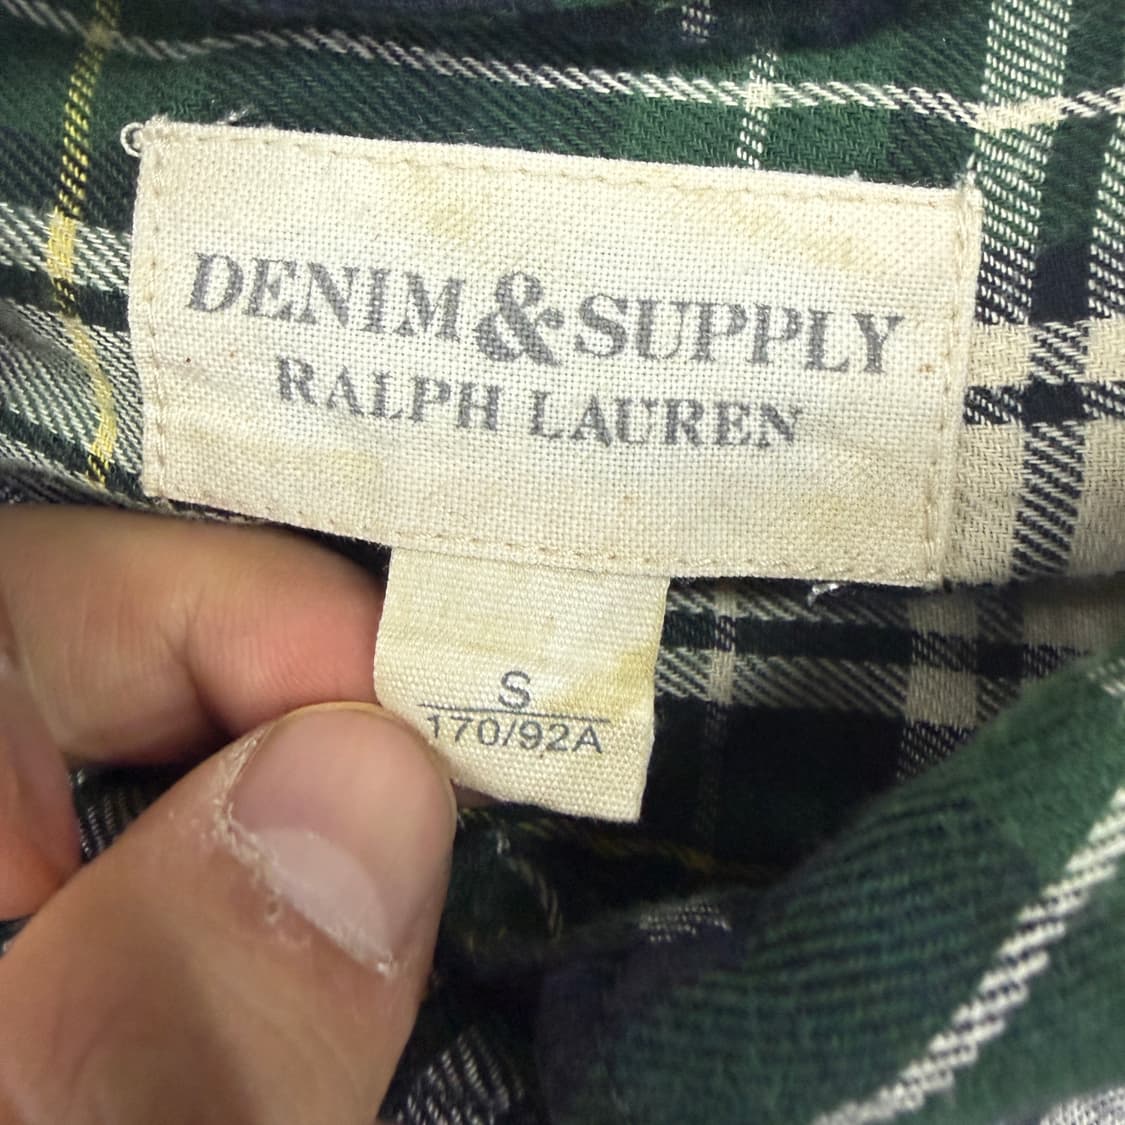 DENIM&SUPPLY
RALPH LAUREN
S
170/92A